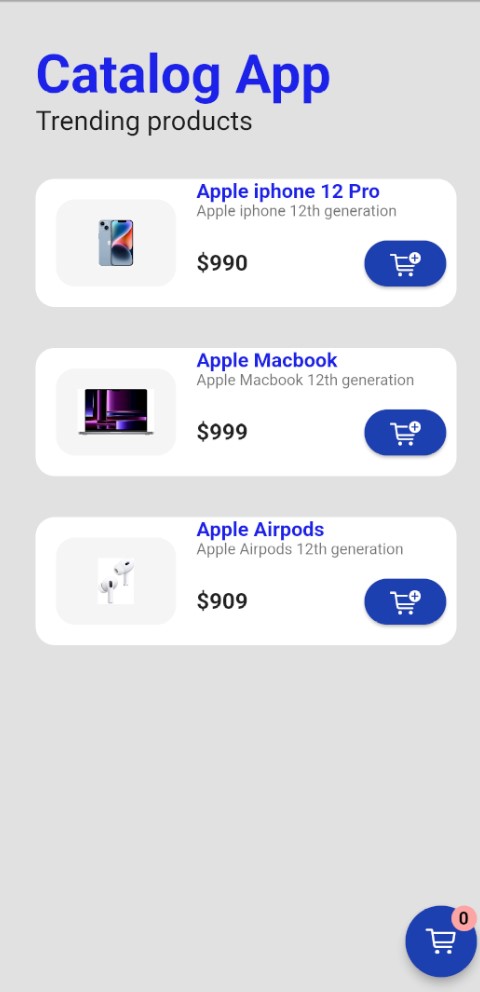 Catalog App
Trending products
Apple iphone 12 Pro
Apple iphone 12th generation
$990
Apple Macbook
Apple Macbook 12th generation
$999
Apple Airpods
Apple Airpods 12th generation
$909
0